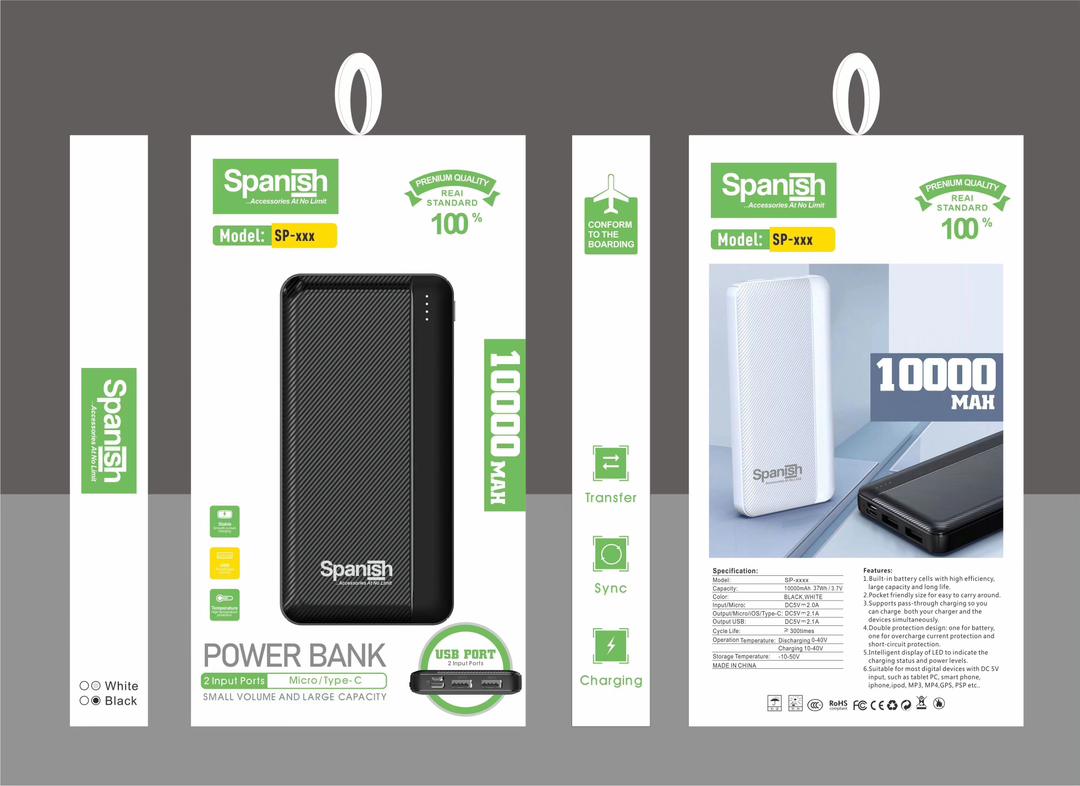 Spanish
...Accessories At No Limit
White
Black
Spanish
...Accessories At No Limit
Model: SP-xxx
PRENIUM QUALITY
REAI
STANDARD
100%
10000 MAH
Spanish
...Accessories At No Limit
Stable
USB
Temperature
POWER BANK
2 Input Ports Micro/Type-C
SMALL VOLUME AND LARGE CAPACITY
USB PORT
2 Input Ports
CONFORM
TO THE
BOARDING
Transfer
Sync
Charging
Spanish
...Accessories At No Limit
Model: SP-xxx
PRENIUM QUALITY
REAI
STANDARD
100%
10000
MAH
Spanish
Specification:
Model: SP-xxxx
Capacity: 10000mAh 37Wh / 3.7V
Color: BLACK,WHITE
Input/Micro: DC5V⎓2.0A
Output/Micro/iOS/Type-C: DC5V⎓2.1A
Output USB: DC5V⎓2.1A
Cycle Life: ≥ 300times
Operation Temperature: Discharging 0-40V
Charging 10-40V
Storage Temperature: -10-50V
MADE IN CHINA
Features:
1.Built-in battery cells with high efficiency,
large capacity and long life.
2.Pocket friendly size for easy to carry around.
3.Supports pass-through charging so you
can charge both your charger and the
devices simultaneously.
4.Double protection design: one for battery,
one for overcharge current protection and
short-circuit protection.
5.Intelligent display of LED to indicate the
charging status and power levels.
6.Suitable for most digital devices with DC 5V
input, such as tablet PC, smart phone,
iphone,ipod, MP3, MP4,GPS, PSP etc..
RoHS
compliant
FC CE